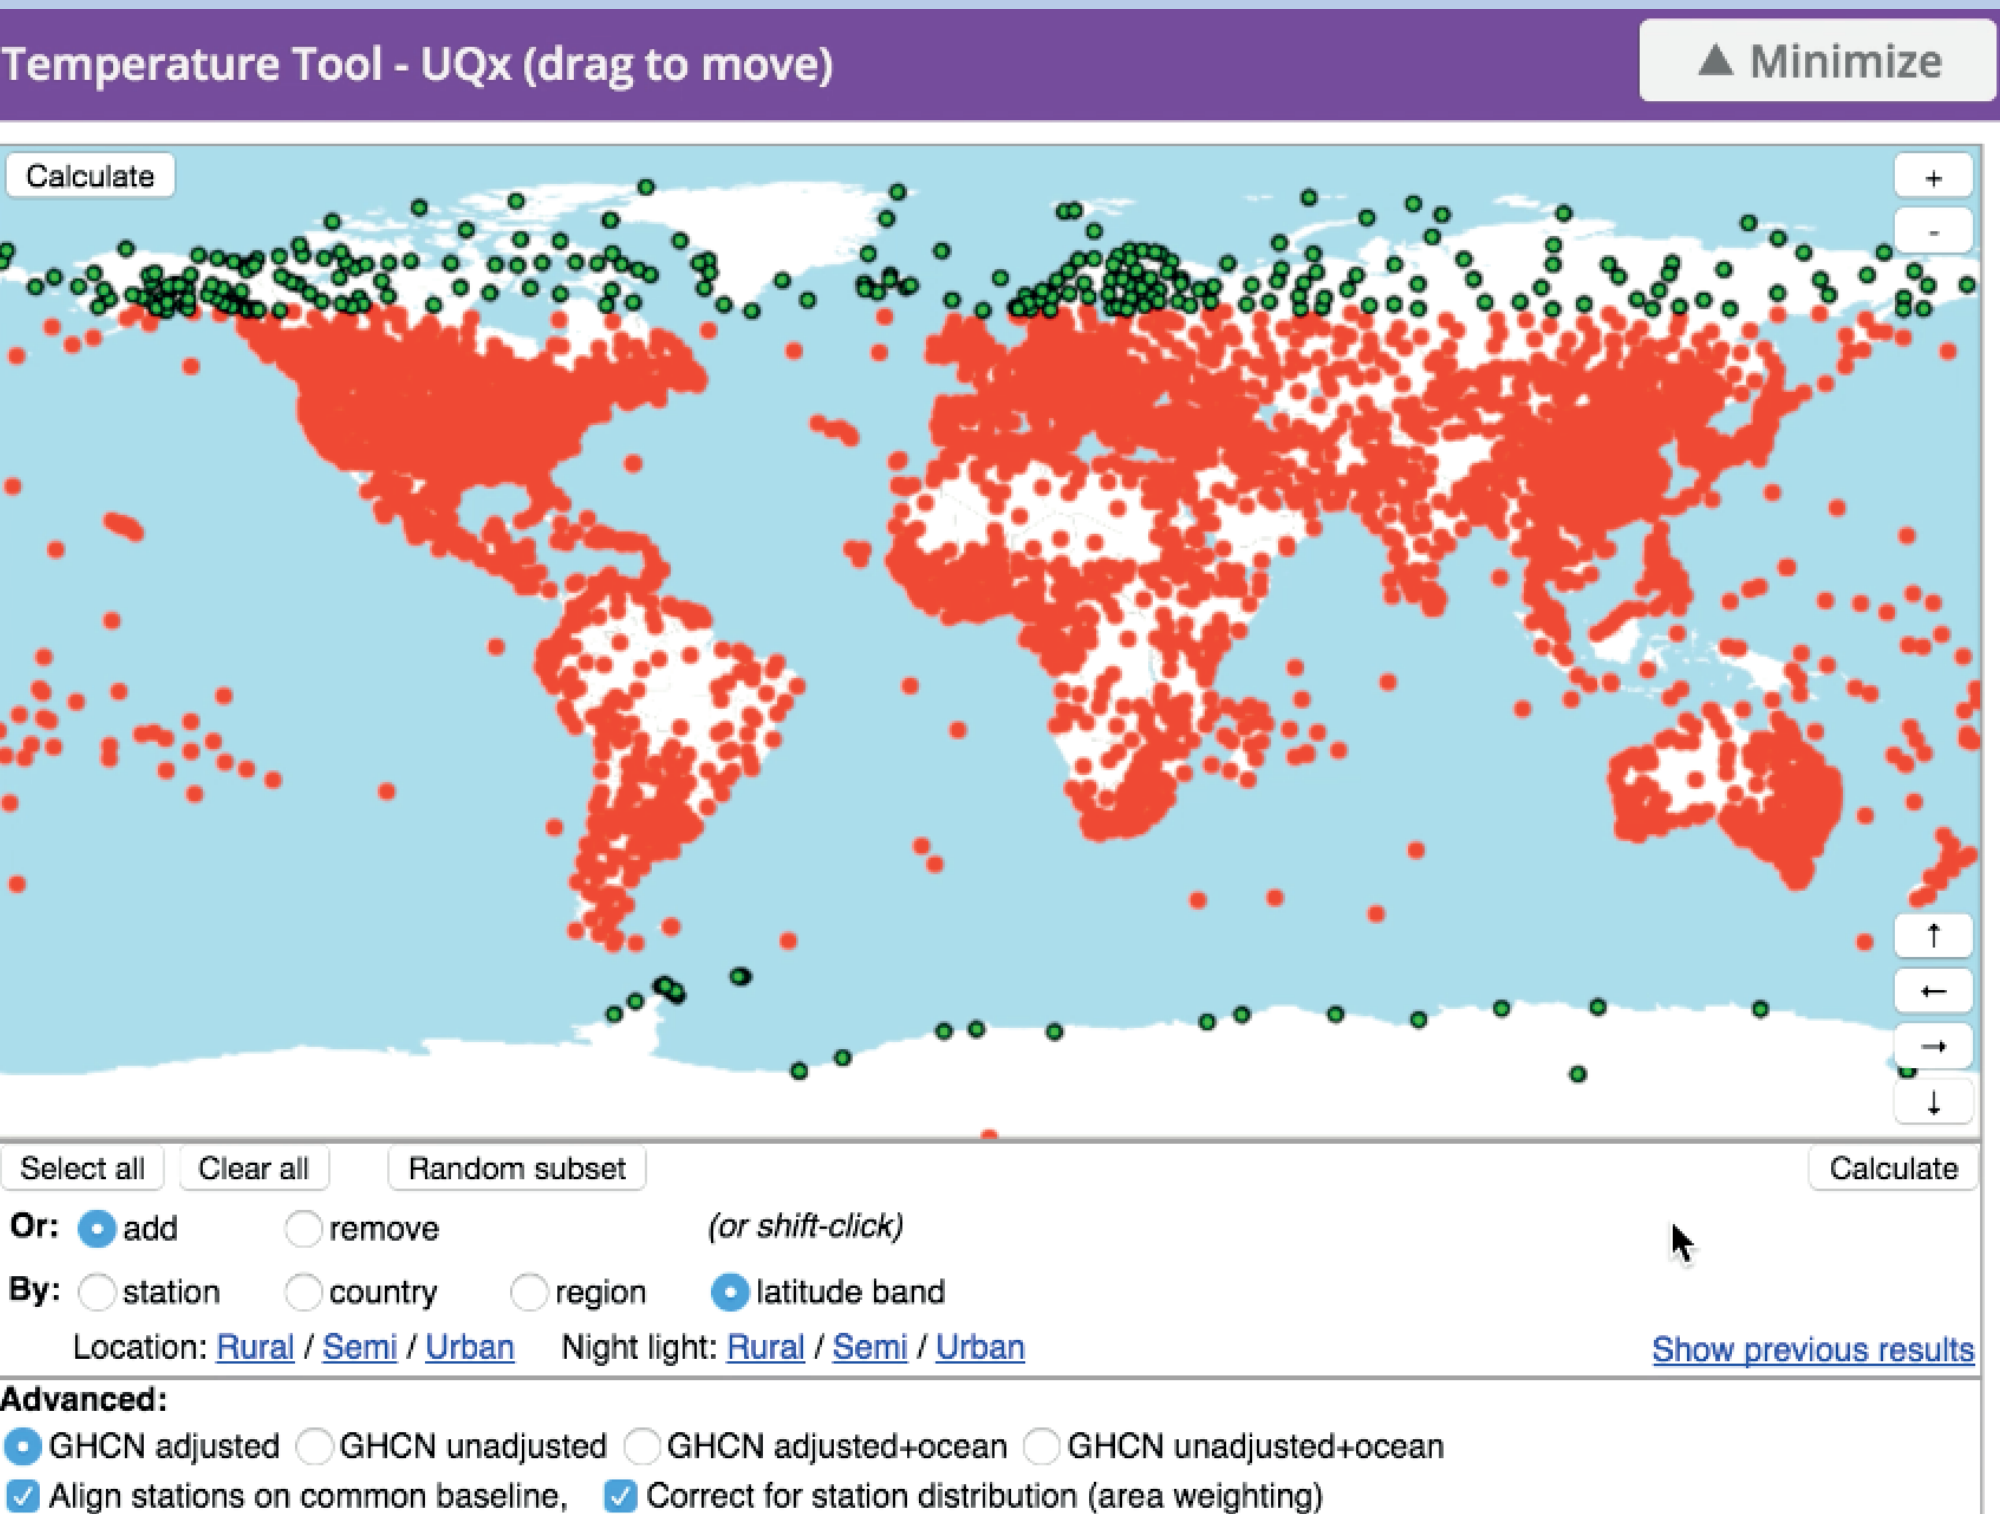 Temperature Tool - UQx (drag to move)
▲ Minimize
Calculate
+
-
↑
←
→
↓
Select all Clear all Random subset Calculate
Or: add remove (or shift-click)
By: station country region latitude band
Location: Rural / Semi / Urban Night light: Rural / Semi / Urban Show previous results
Advanced:
GHCN adjusted GHCN unadjusted GHCN adjusted+ocean GHCN unadjusted+ocean
Align stations on common baseline, Correct for station distribution (area weighting)